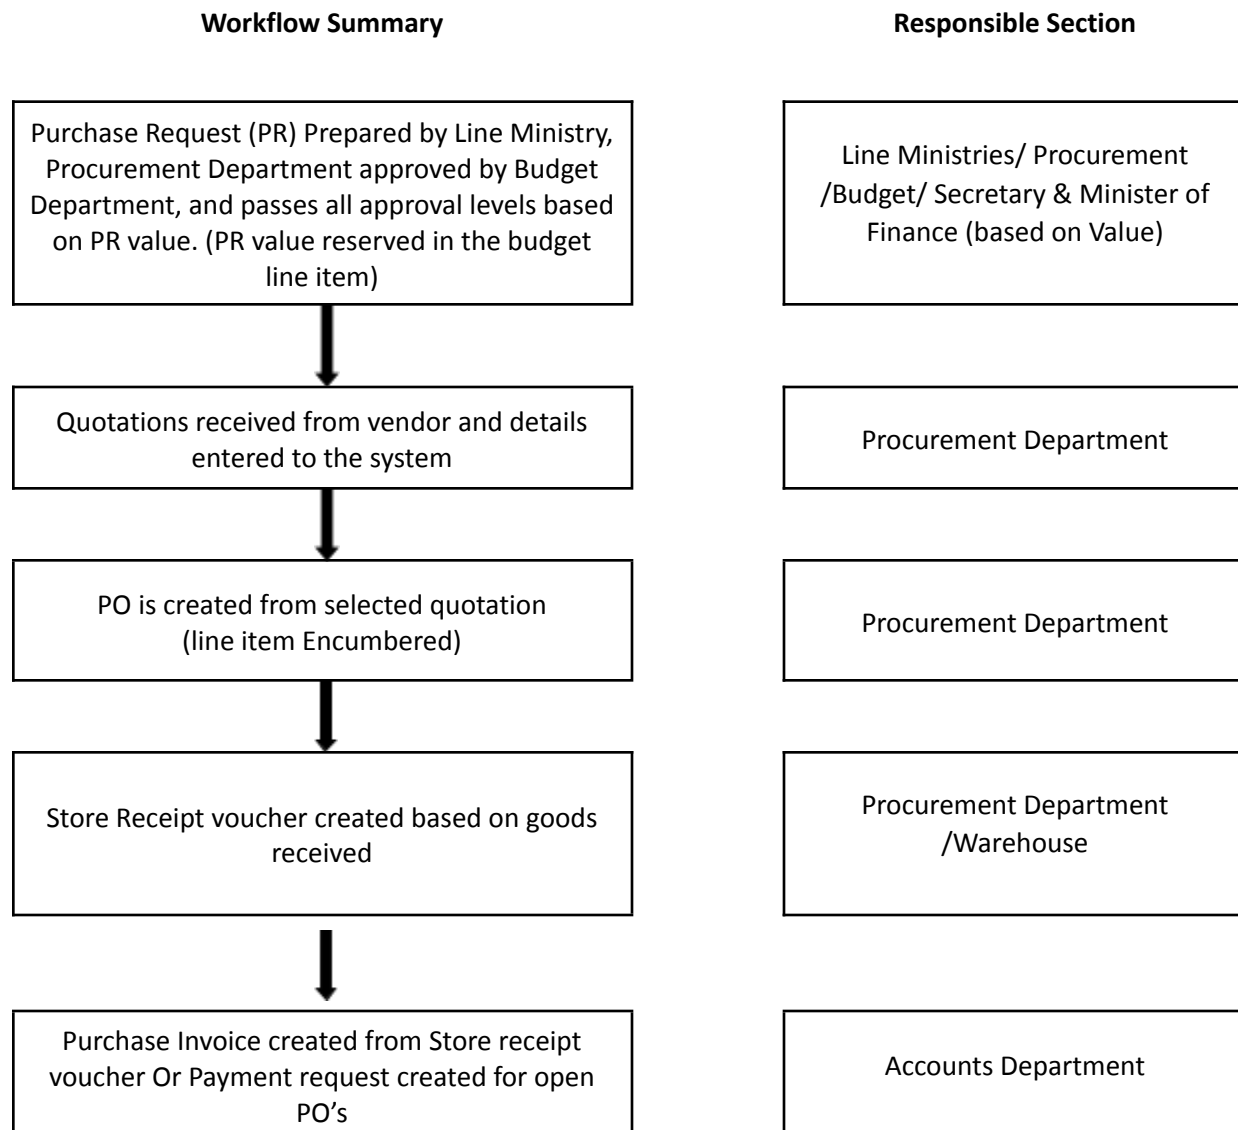 Workflow Summary
Responsible Section
Purchase Request (PR) Prepared by Line Ministry,
Procurement Department approved by Budget
Department, and passes all approval levels based
on PR value. (PR value reserved in the budget
line item)
Line Ministries/ Procurement
/Budget/ Secretary & Minister of
Finance (based on Value)
Quotations received from vendor and details
entered to the system
Procurement Department
PO is created from selected quotation
(line item Encumbered)
Procurement Department
Store Receipt voucher created based on goods
received
Procurement Department
/Warehouse
Purchase Invoice created from Store receipt
voucher Or Payment request created for open
PO’s
Accounts Department